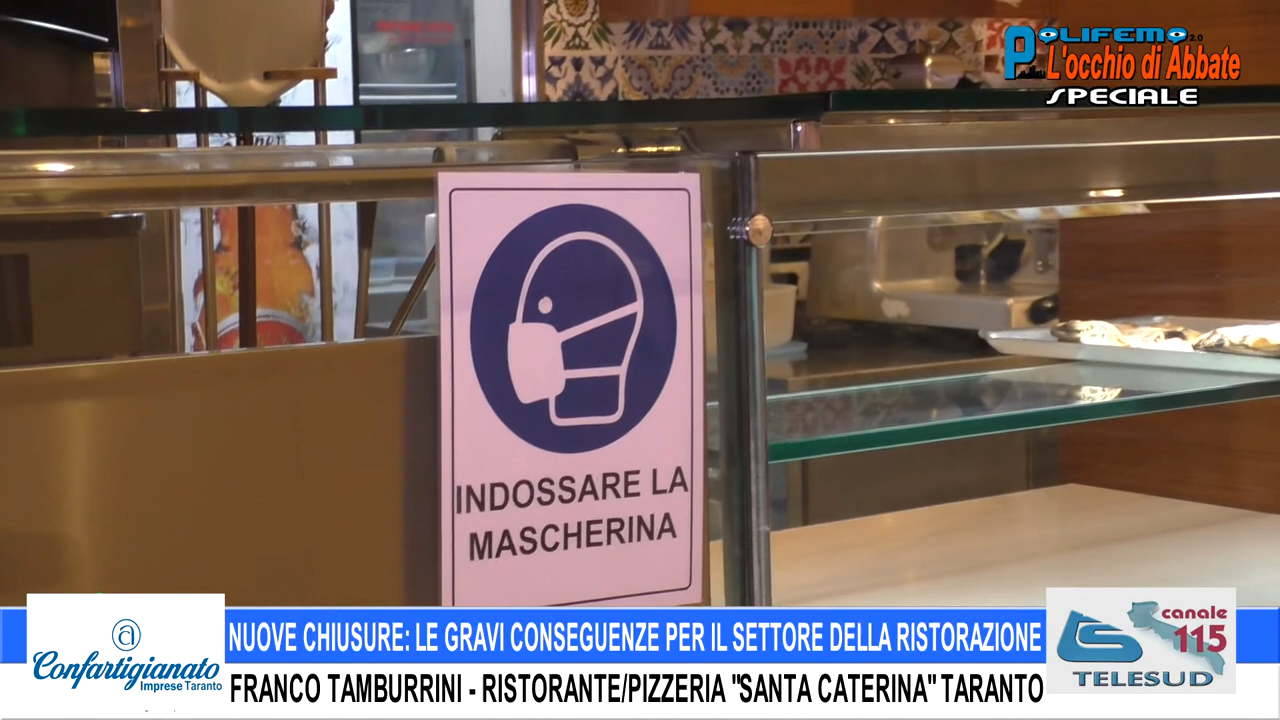 POLIFEMO 2.0
L'occhio di Abbate
SPECIALE
INDOSSARE LA
MASCHERINA
NUOVE CHIUSURE: LE GRAVI CONSEGUENZE PER IL SETTORE DELLA RISTORAZIONE
FRANCO TAMBURRINI - RISTORANTE/PIZZERIA "SANTA CATERINA" TARANTO
Confartigianato
Imprese Taranto
canale
115
TELESUD